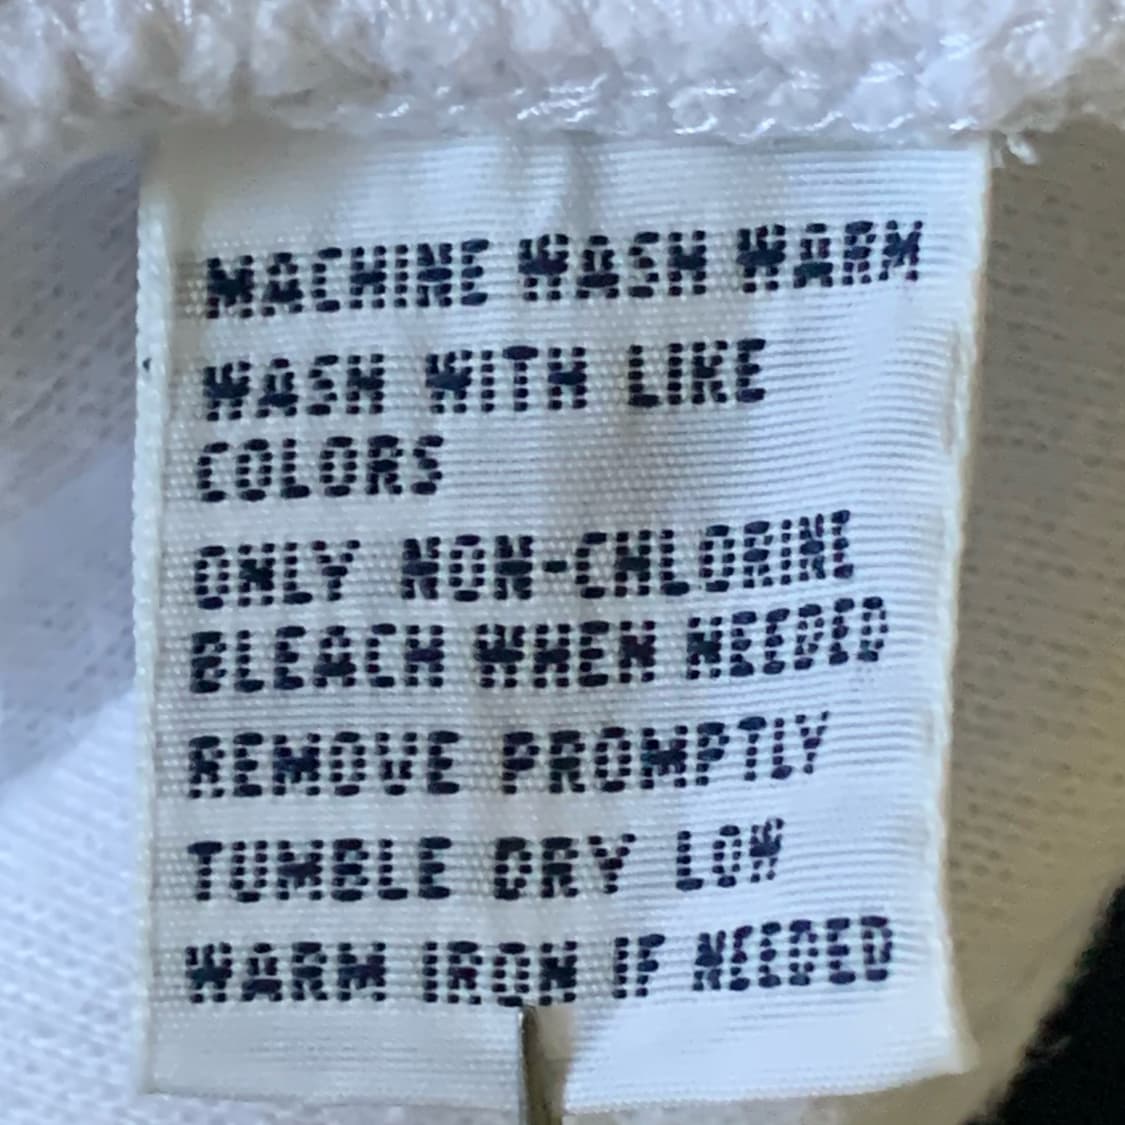 MACHINE WASH WARM
WASH WITH LIKE
COLORS
ONLY NON-CHLORINE
BLEACH WHEN NEEDED
REMOVE PROMPTLY
TUMBLE DRY LOW
WARM IRON IF NEEDED